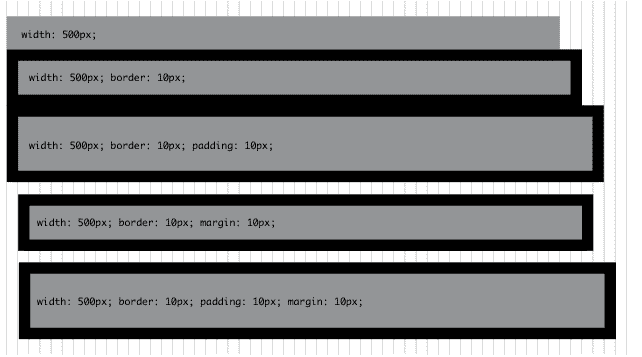 width: 500px;
width: 500px; border: 10px;
width: 500px; border: 10px; padding: 10px;
width: 500px; border: 10px; margin: 10px;
width: 500px; border: 10px; padding: 10px; margin: 10px;